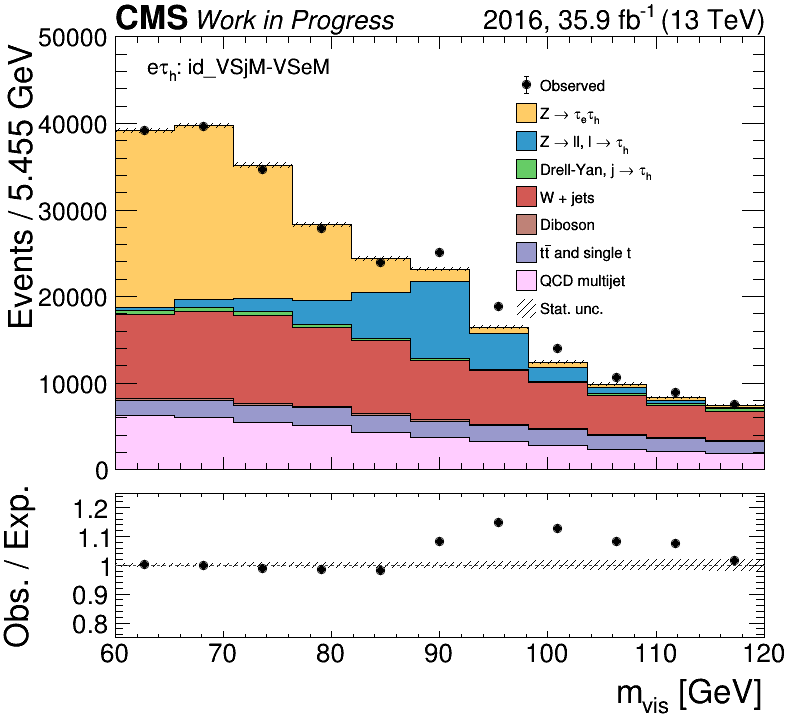 CMS Work in Progress 2016, 35.9 fb⁻¹ (13 TeV)
eτₕ: id_VSjM-VSeM
Observed
Z → τₑτₕ
Z → ll, l → τₕ
Drell-Yan, j → τₕ
W + jets
Diboson
tt̄ and single t
QCD multijet
Stat. unc.
Events / 5.455 GeV
50000
40000
30000
20000
10000
0
Obs. / Exp.
1.2
1.1
1
0.9
0.8
60 70 80 90 100 110 120
m_vis [GeV]